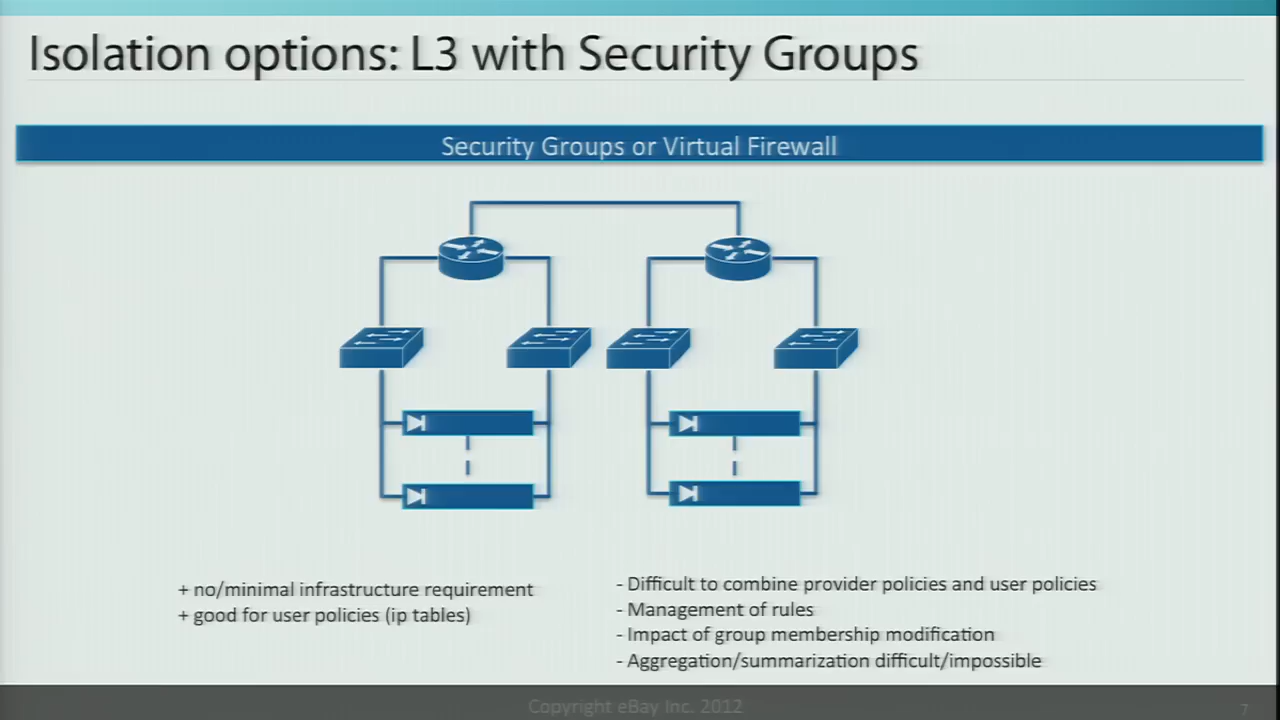 Isolation options: L3 with Security Groups
Security Groups or Virtual Firewall
+ no/minimal infrastructure requirement
+ good for user policies (ip tables)
- Difficult to combine provider policies and user policies
- Management of rules
- Impact of group membership modification
- Aggregation/summarization difficult/impossible
Copyright eBay Inc. 2012
7